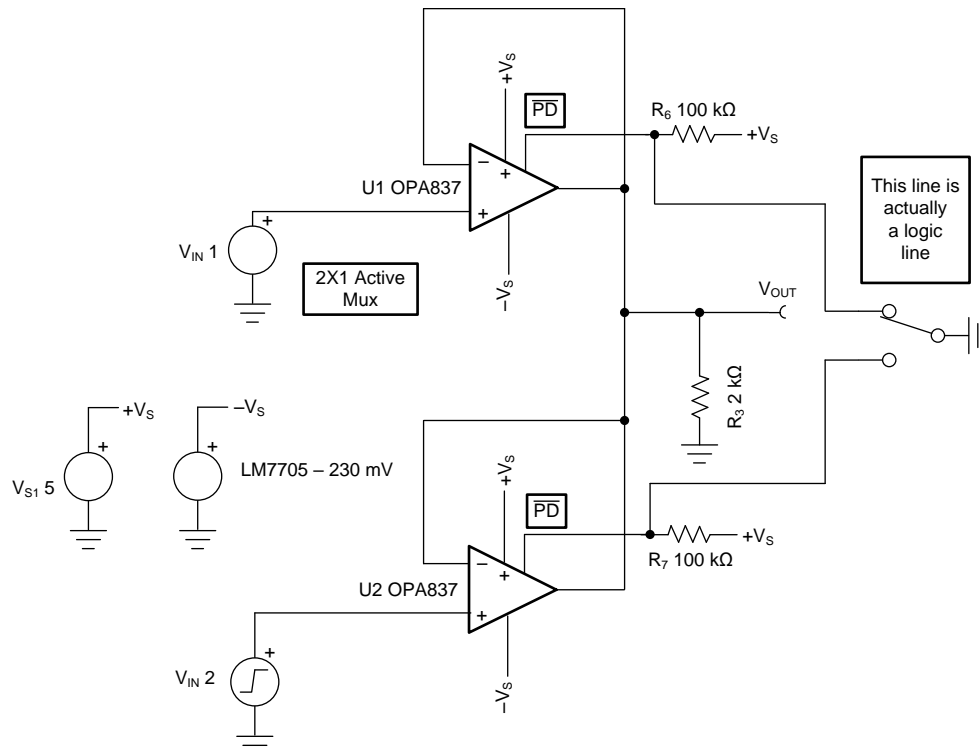 +VS
PD
R6 100 kΩ
+VS
−
+
+
U1 OPA837
+
VIN 1
−VS
2X1 Active
Mux
This line is
actually
a logic
line
VOUT
R3 2 kΩ
+VS
−VS
+
+
VS1 5
LM7705 – 230 mV
+VS
PD
+VS
R7 100 kΩ
−
+
+
U2 OPA837
+
VIN 2
−VS